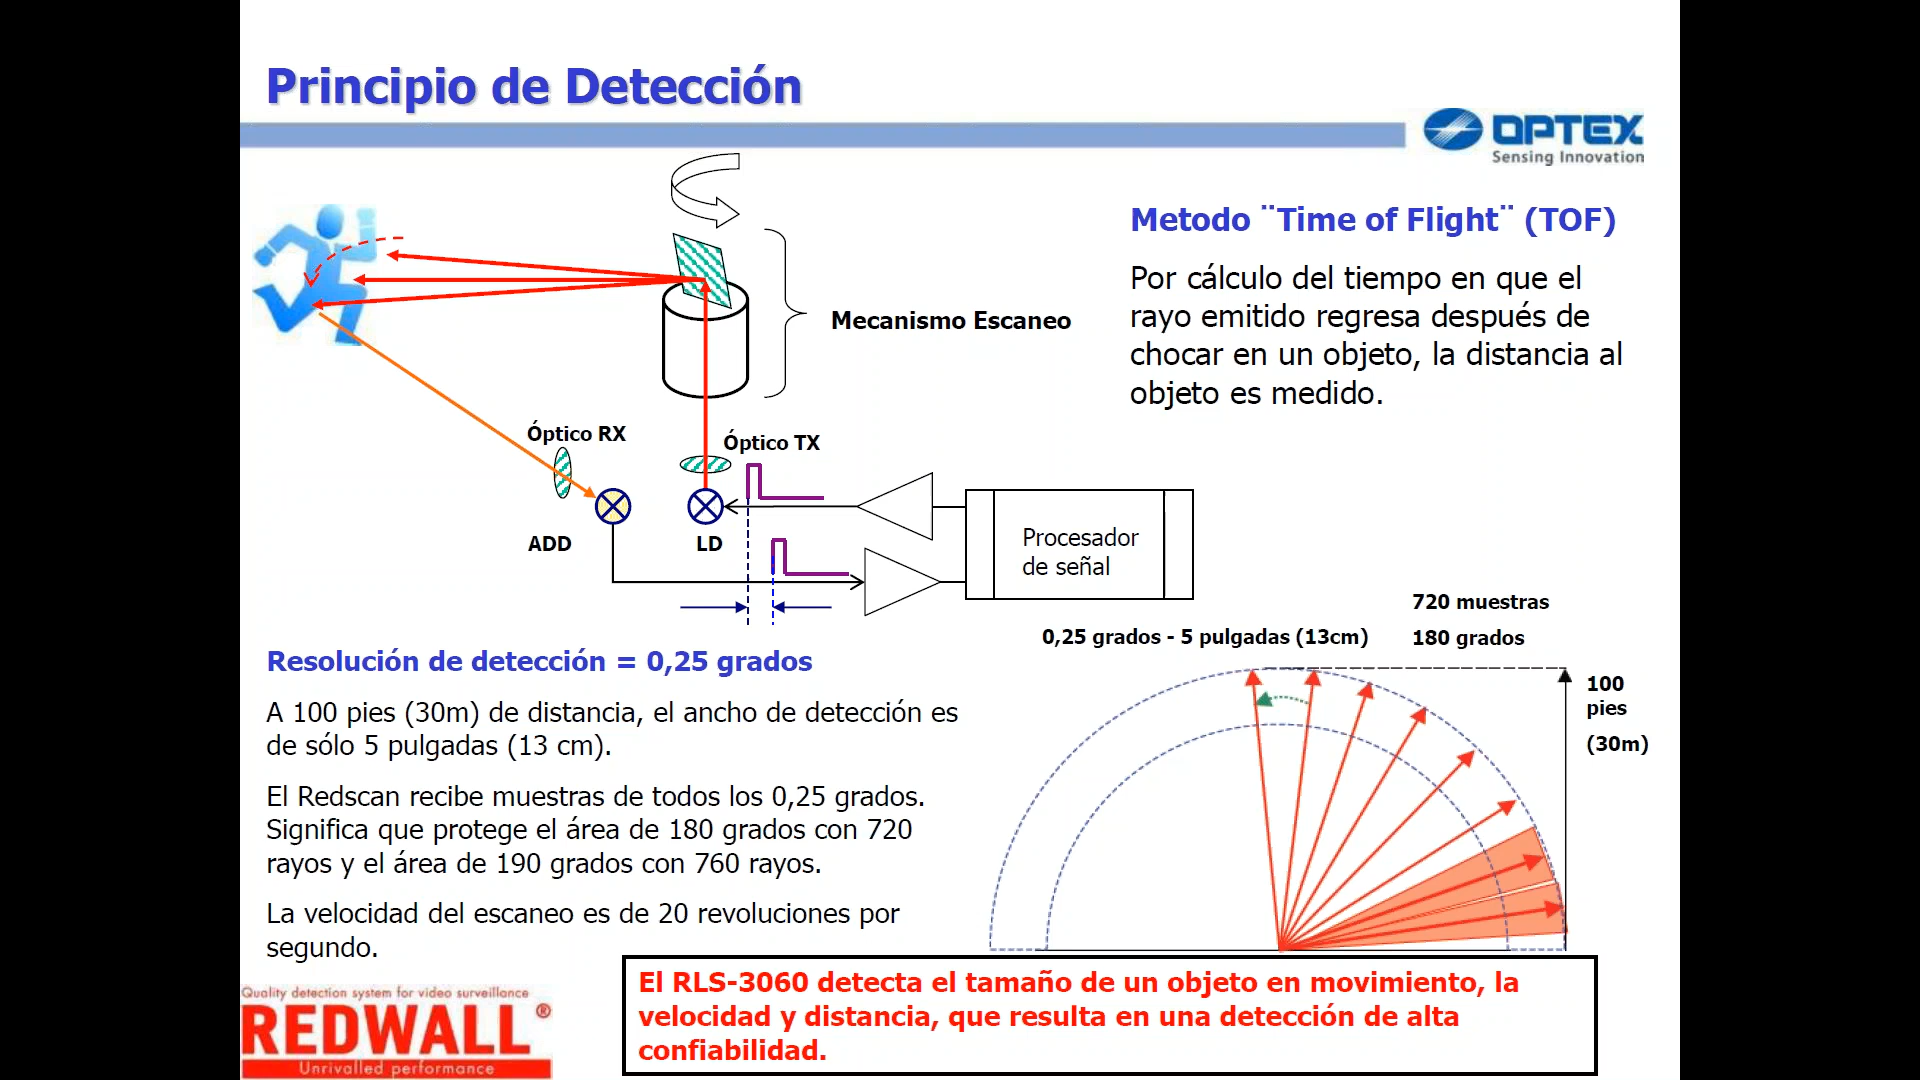 Principio de Detección
OPTEX
Sensing Innovation
Metodo ¨Time of Flight¨ (TOF)
Por cálculo del tiempo en que el
rayo emitido regresa después de
chocar en un objeto, la distancia al
objeto es medido.
Mecanismo Escaneo
Óptico RX
Óptico TX
ADD
LD
Procesador
de señal
720 muestras
0,25 grados - 5 pulgadas (13cm)
180 grados
100
pies
(30m)
Resolución de detección = 0,25 grados
A 100 pies (30m) de distancia, el ancho de detección es
de sólo 5 pulgadas (13 cm).
El Redscan recibe muestras de todos los 0,25 grados.
Significa que protege el área de 180 grados con 720
rayos y el área de 190 grados con 760 rayos.
La velocidad del escaneo es de 20 revoluciones por
segundo.
Quality detection system for video surveillance
REDWALL®
Unrivalled performance
El RLS-3060 detecta el tamaño de un objeto en movimiento, la
velocidad y distancia, que resulta en una detección de alta
confiabilidad.